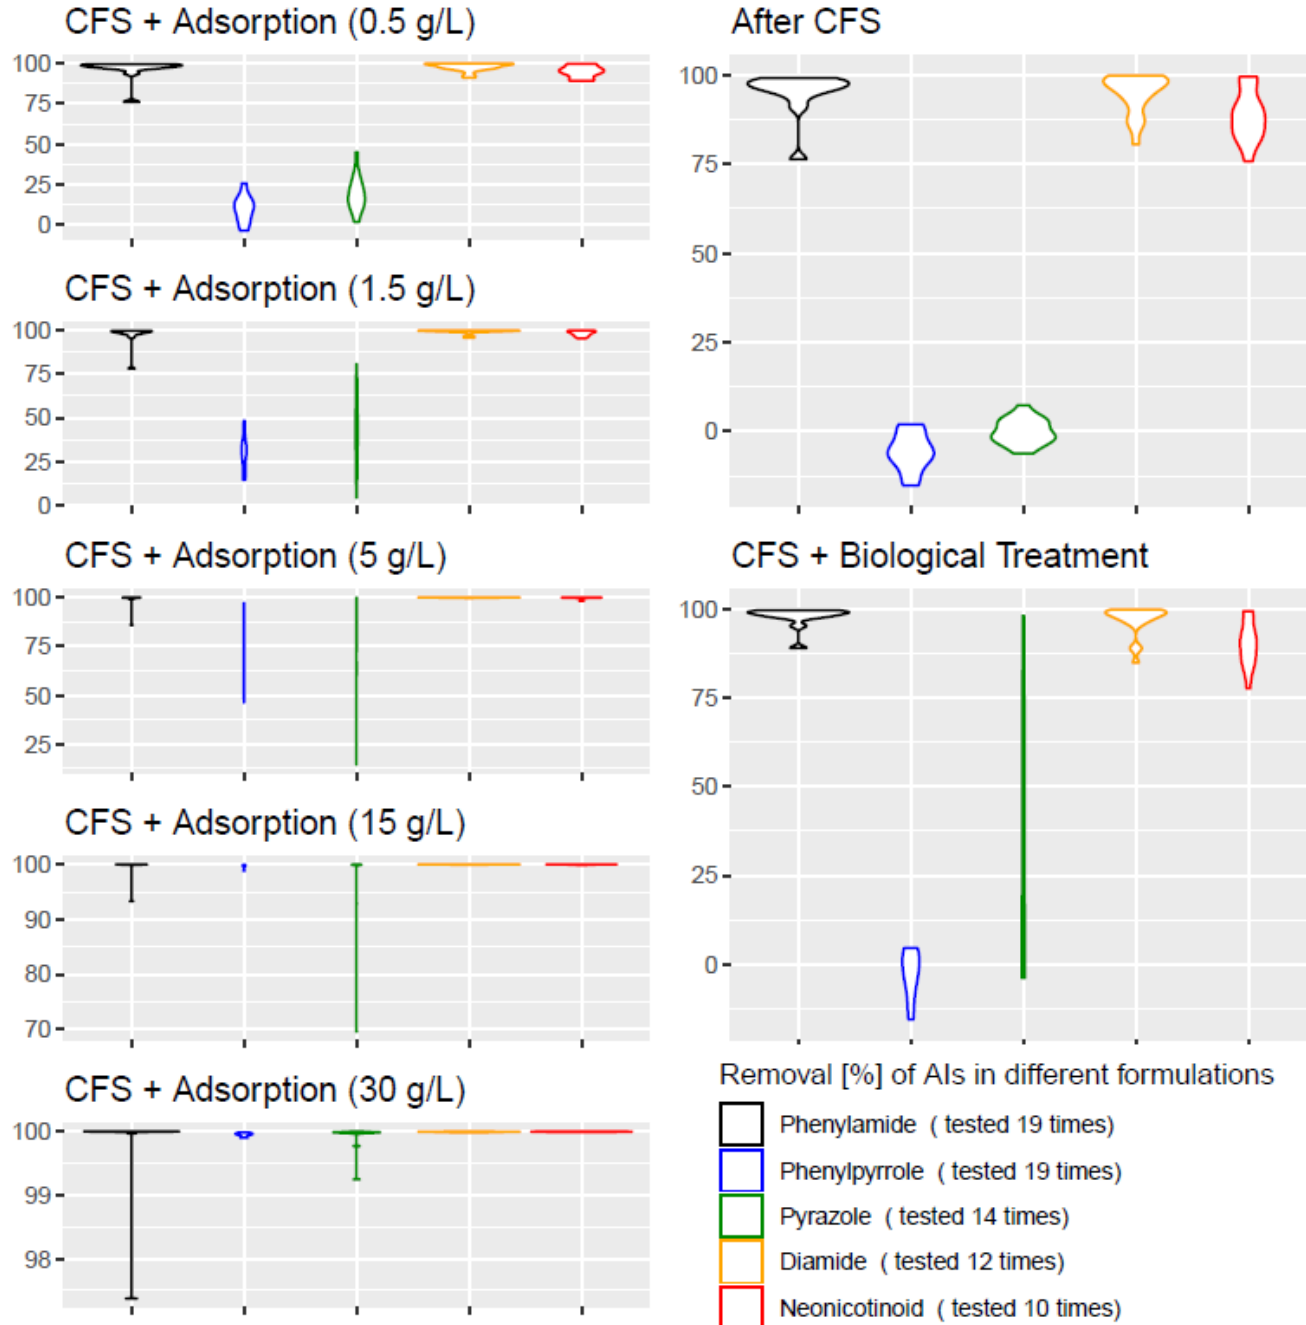 CFS + Adsorption (0.5 g/L)
100
75
50
25
0
CFS + Adsorption (1.5 g/L)
100
75
50
25
0
CFS + Adsorption (5 g/L)
100
75
50
25
CFS + Adsorption (15 g/L)
100
90
80
70
CFS + Adsorption (30 g/L)
100
99
98
After CFS
100
75
50
25
0
CFS + Biological Treatment
100
75
50
25
0
Removal [%] of AIs in different formulations
Phenylamide ( tested 19 times)
Phenylpyrrole ( tested 19 times)
Pyrazole ( tested 14 times)
Diamide ( tested 12 times)
Neonicotinoid ( tested 10 times)